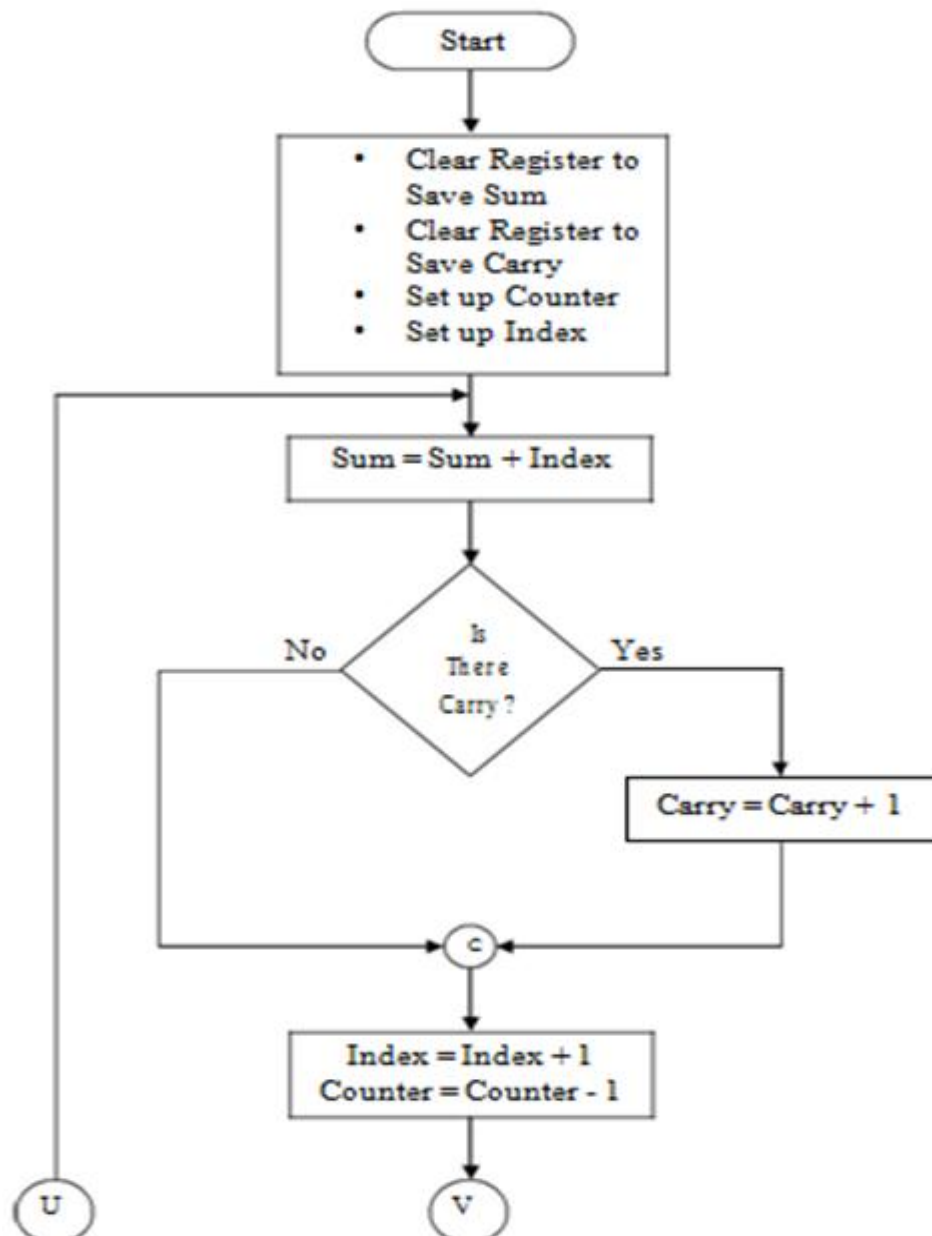 Start
• Clear Register to
Save Sum
• Clear Register to
Save Carry
• Set up Counter
• Set up Index
Sum = Sum + Index
Is
There
Carry ?
No
Yes
Carry = Carry + 1
c
Index = Index + 1
Counter = Counter - 1
U
V